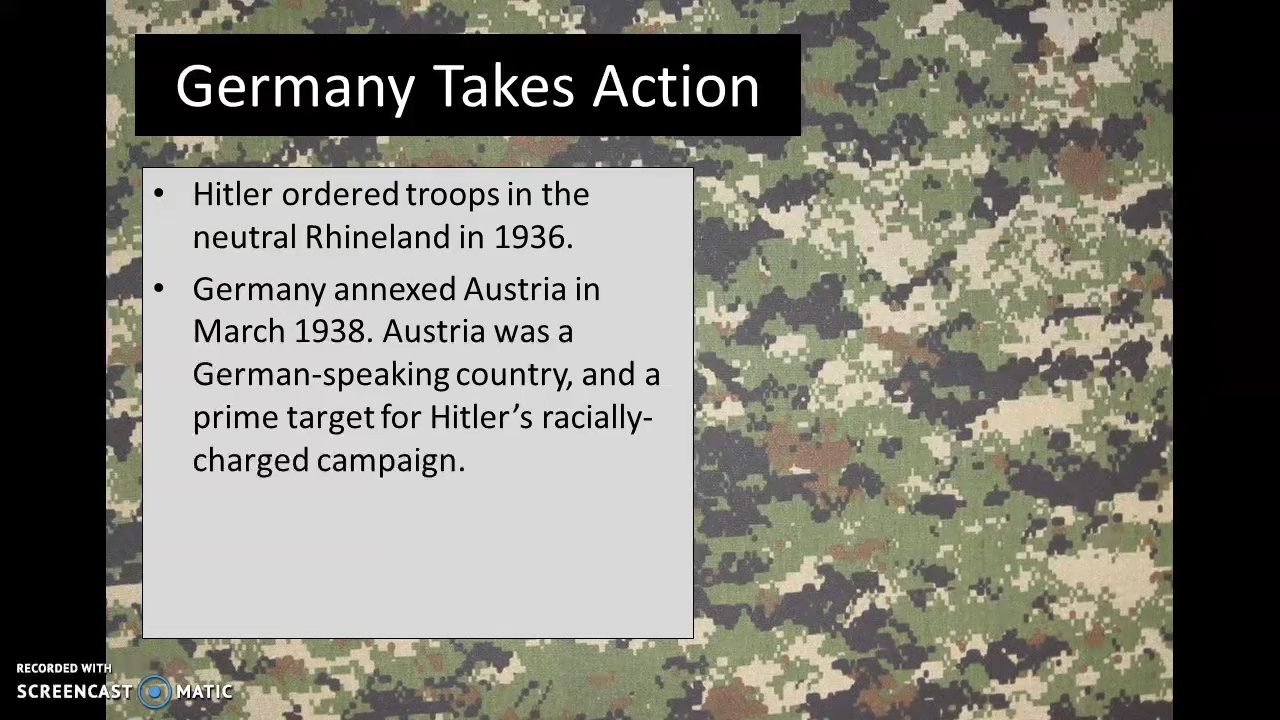 Germany Takes Action
• Hitler ordered troops in the
neutral Rhineland in 1936.
• Germany annexed Austria in
March 1938. Austria was a
German-speaking country, and a
prime target for Hitler’s racially-
charged campaign.
RECORDED WITH
SCREENCAST MATIC